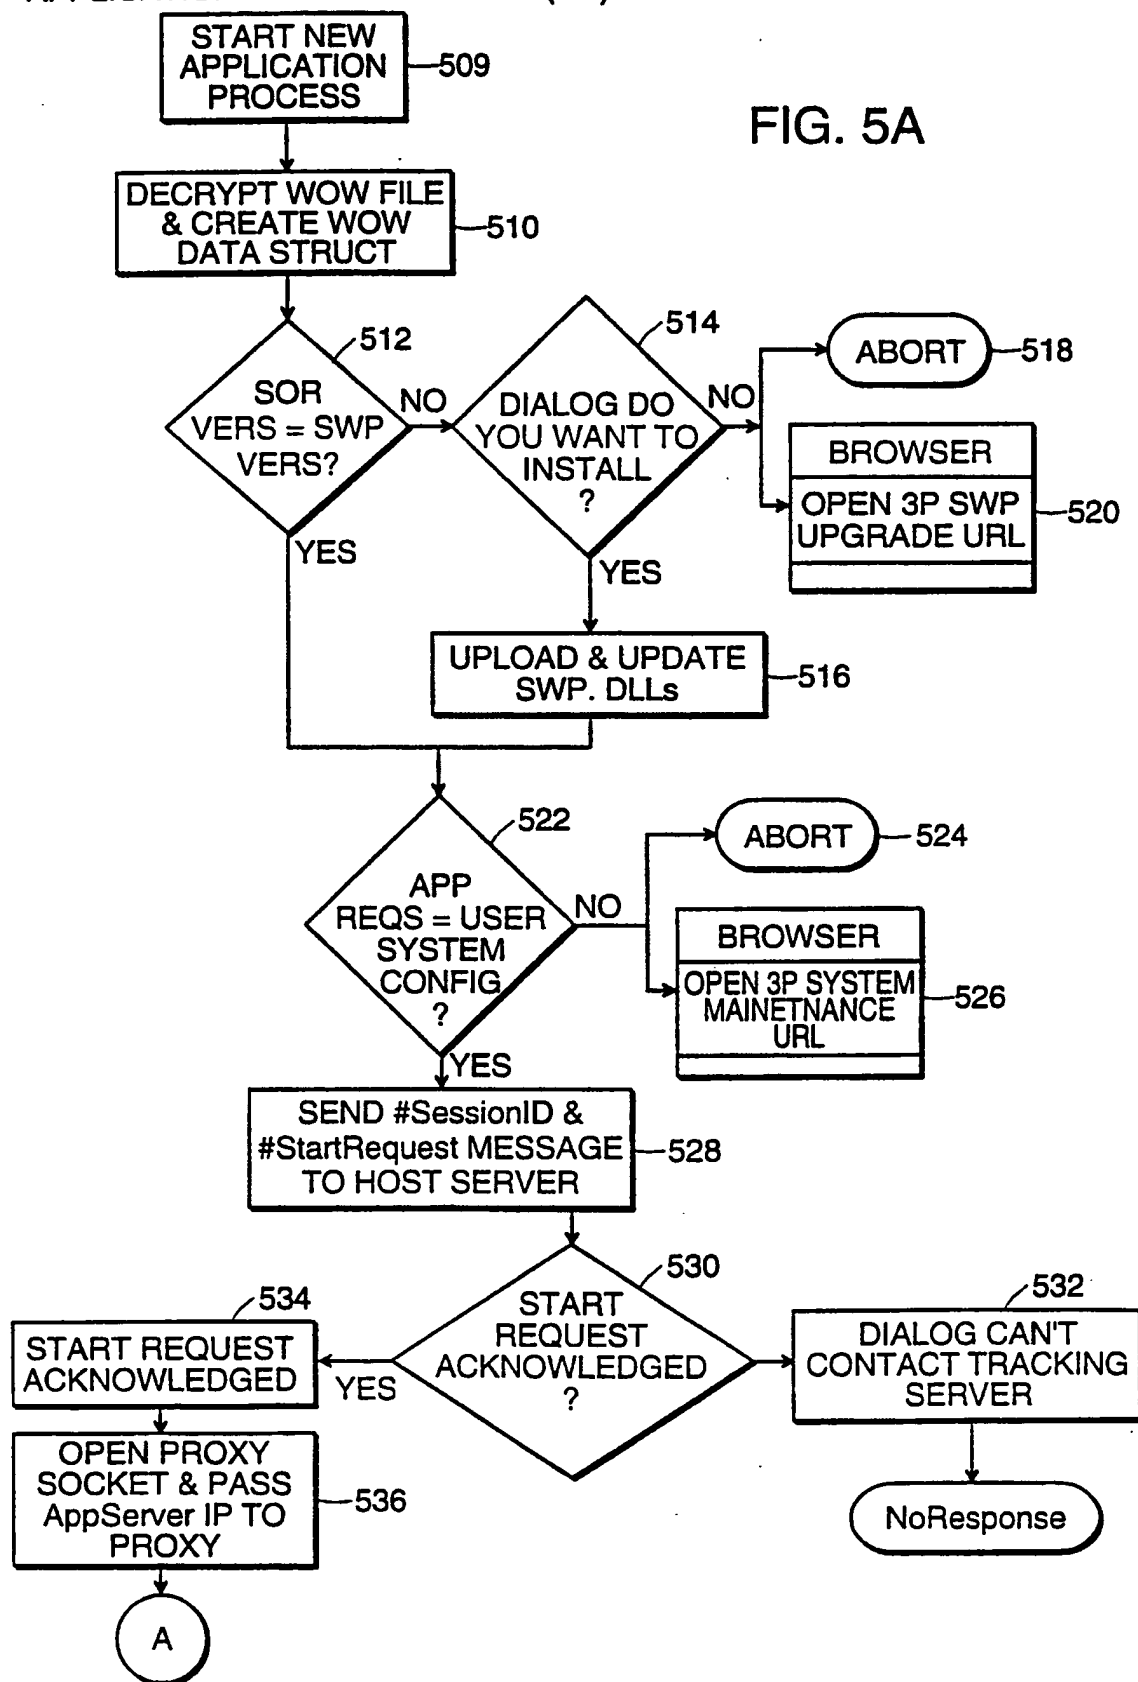 START NEW
APPLICATION
PROCESS
509
FIG. 5A
DECRYPT WOW FILE
& CREATE WOW
DATA STRUCT
510
512
SOR
VERS = SWP
VERS?
NO
YES
514
DIALOG DO
YOU WANT TO
INSTALL
?
NO
YES
ABORT
518
BROWSER
OPEN 3P SWP
UPGRADE URL
520
UPLOAD & UPDATE
SWP. DLLs
516
522
APP
REQS = USER
SYSTEM
CONFIG
?
NO
YES
ABORT
524
BROWSER
OPEN 3P SYSTEM
MAINETNANCE
URL
526
SEND #SessionID &
#StartRequest MESSAGE
TO HOST SERVER
528
530
START
REQUEST
ACKNOWLEDGED
?
YES
532
DIALOG CAN'T
CONTACT TRACKING
SERVER
NoResponse
534
START REQUEST
ACKNOWLEDGED
OPEN PROXY
SOCKET & PASS
AppServer IP TO
PROXY
536
A